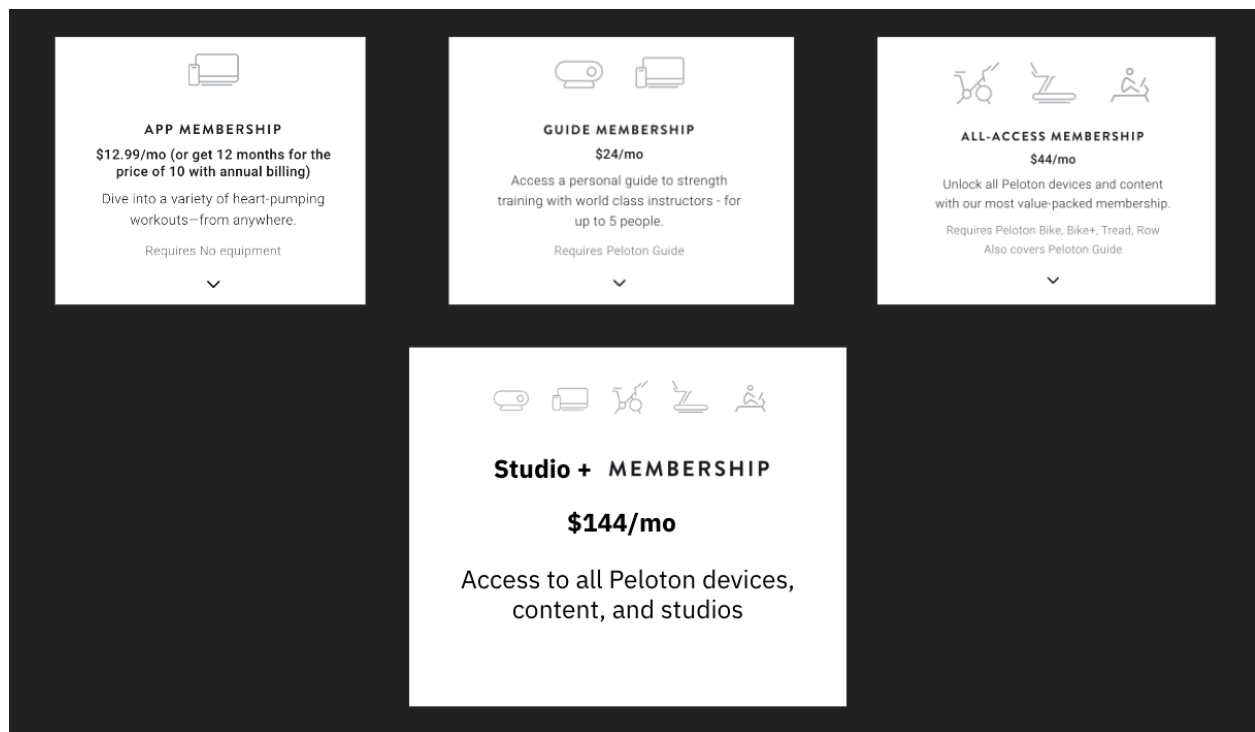 APP MEMBERSHIP
$12.99/mo (or get 12 months for the
price of 10 with annual billing)
Dive into a variety of heart-pumping
workouts—from anywhere.
Requires No equipment
GUIDE MEMBERSHIP
$24/mo
Access a personal guide to strength
training with world class instructors - for
up to 5 people.
Requires Peloton Guide
ALL-ACCESS MEMBERSHIP
$44/mo
Unlock all Peloton devices and content
with our most value-packed membership.
Requires Peloton Bike, Bike+, Tread, Row
Also covers Peloton Guide
Studio + MEMBERSHIP
$144/mo
Access to all Peloton devices,
content, and studios